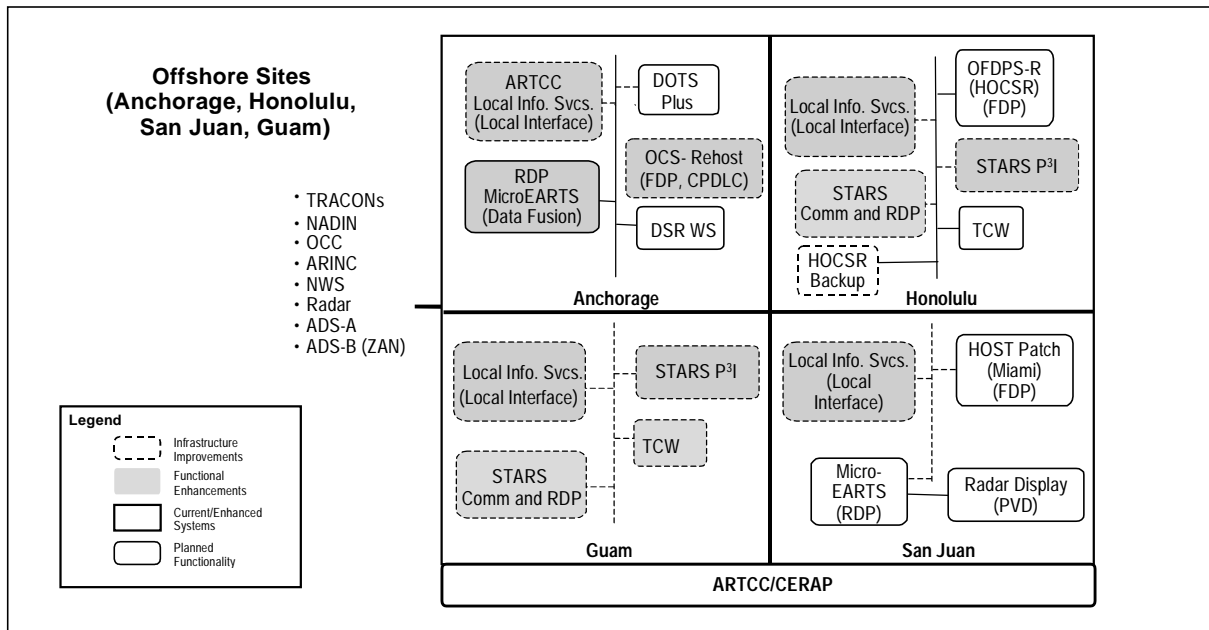 Offshore Sites
(Anchorage, Honolulu,
San Juan, Guam)
• TRACONs
• NADIN
• OCC
• ARINC
• NWS
• Radar
• ADS-A
• ADS-B (ZAN)
Legend
Infrastructure
Improvements
Functional
Enhancements
Current/Enhanced
Systems
Planned
Functionality
ARTCC
Local Info. Svcs.
(Local Interface)
DOTS
Plus
OCS- Rehost
(FDP, CPDLC)
RDP
MicroEARTS
(Data Fusion)
DSR WS
Anchorage
OFDPS-R
(HOCSR)
(FDP)
Local Info. Svcs.
(Local Interface)
STARS P³I
STARS
Comm and RDP
TCW
HOCSR
Backup
Honolulu
Local Info. Svcs.
(Local Interface)
STARS P³I
TCW
STARS
Comm and RDP
Guam
Local Info. Svcs.
(Local
Interface)
HOST Patch
(Miami)
(FDP)
Micro-
EARTS
(RDP)
Radar Display
(PVD)
San Juan
ARTCC/CERAP